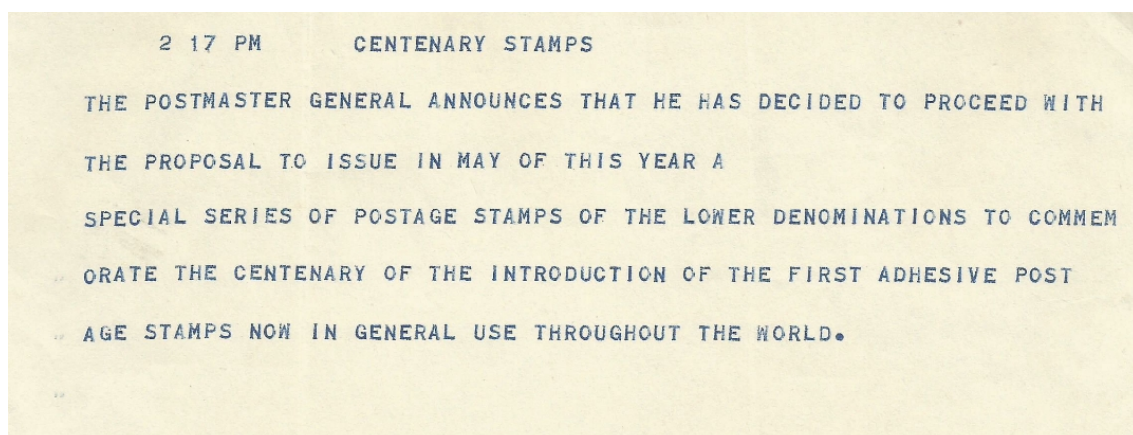 2 17 PM CENTENARY STAMPS
THE POSTMASTER GENERAL ANNOUNCES THAT HE HAS DECIDED TO PROCEED WITH
THE PROPOSAL TO ISSUE IN MAY OF THIS YEAR A
SPECIAL SERIES OF POSTAGE STAMPS OF THE LOWER DENOMINATIONS TO COMMEM
ORATE THE CENTENARY OF THE INTRODUCTION OF THE FIRST ADHESIVE POST
AGE STAMPS NOW IN GENERAL USE THROUGHOUT THE WORLD.